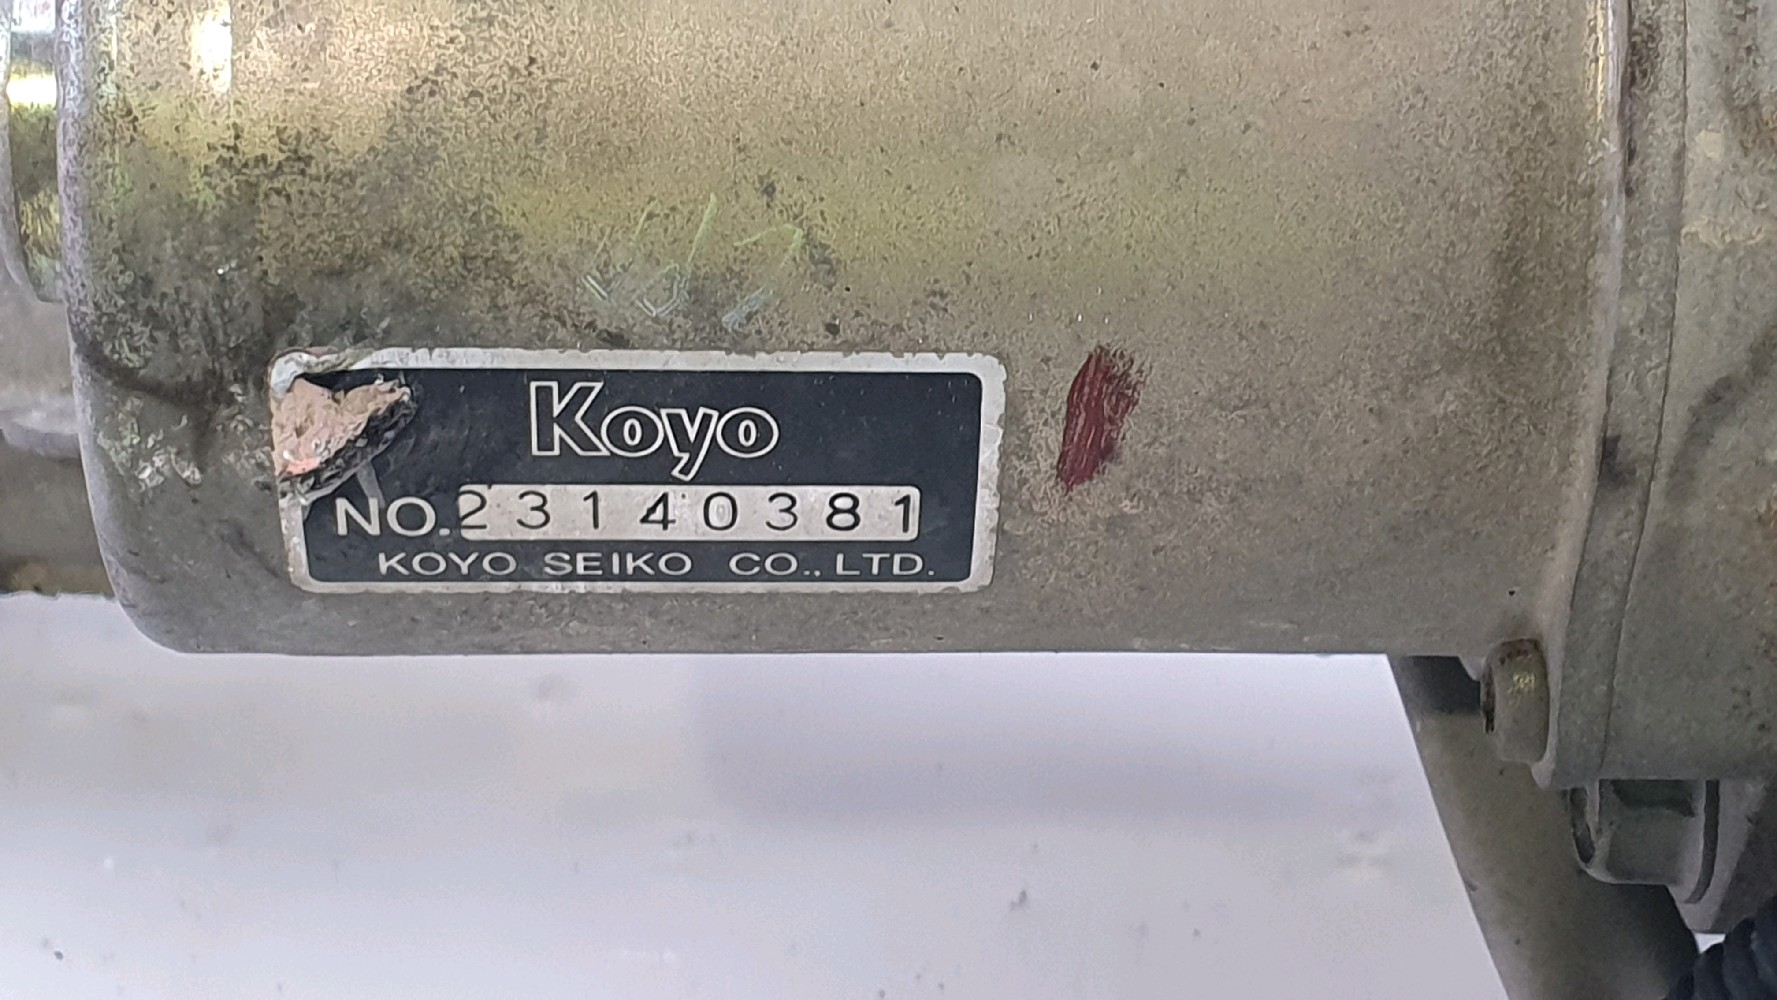 Koyo
NO. 23140381
KOYO SEIKO CO., LTD.